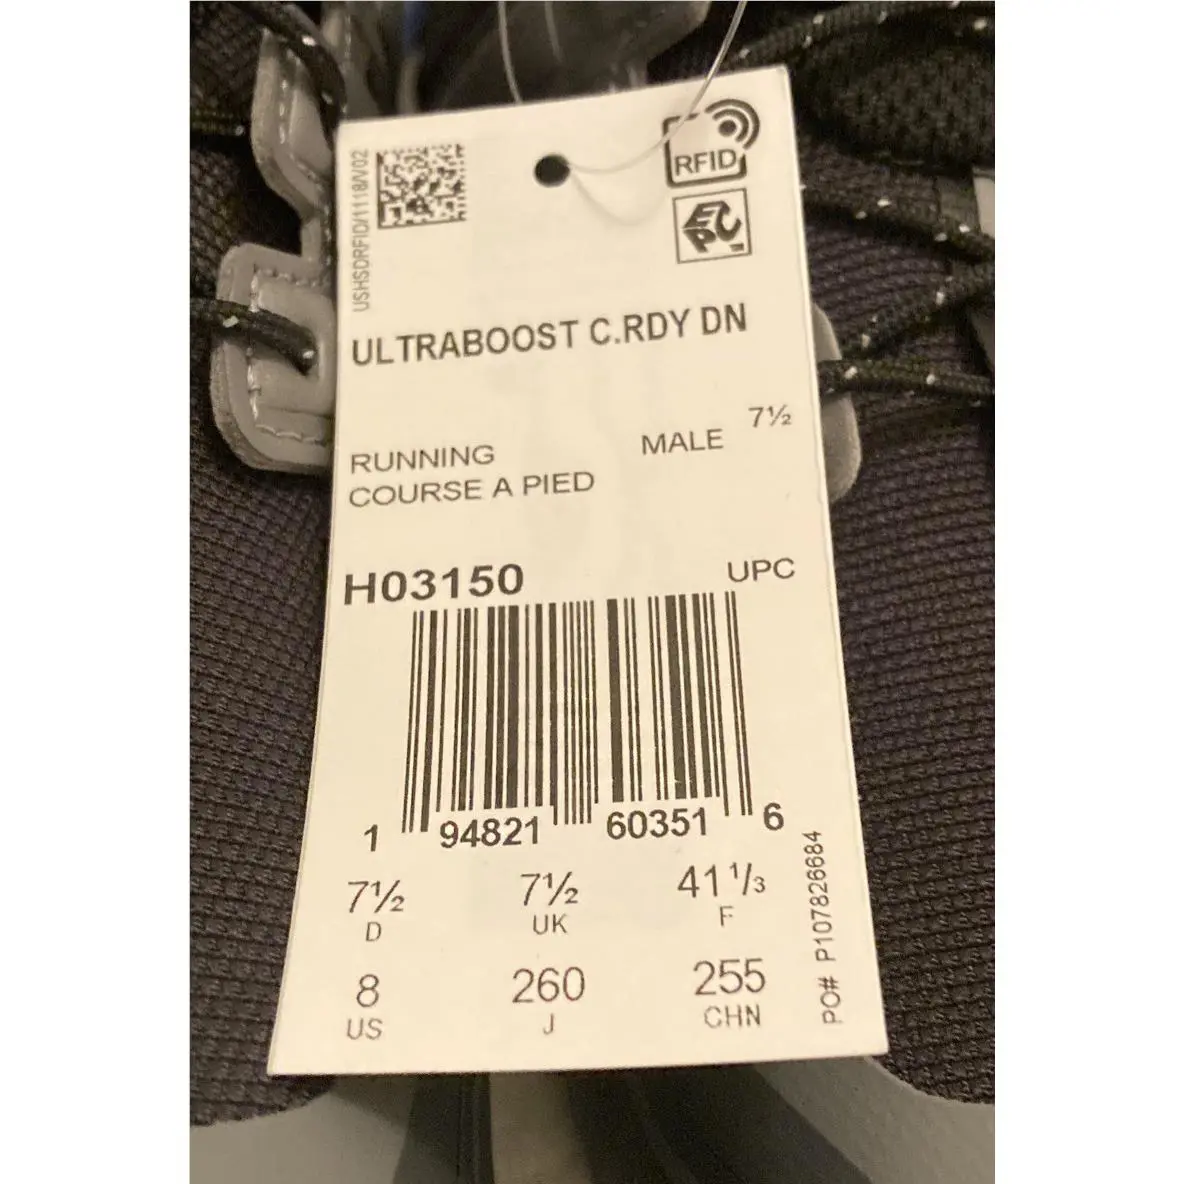 USHSDRFID/1118/V02
RFID
EPC
ULTRABOOST C.RDY DN
7½
RUNNING MALE
COURSE A PIED
H03150 UPC
1 94821 60351 6
7½ 7½ 41 1/3
D UK F
8 260 255
US J CHN
PO# P107826684